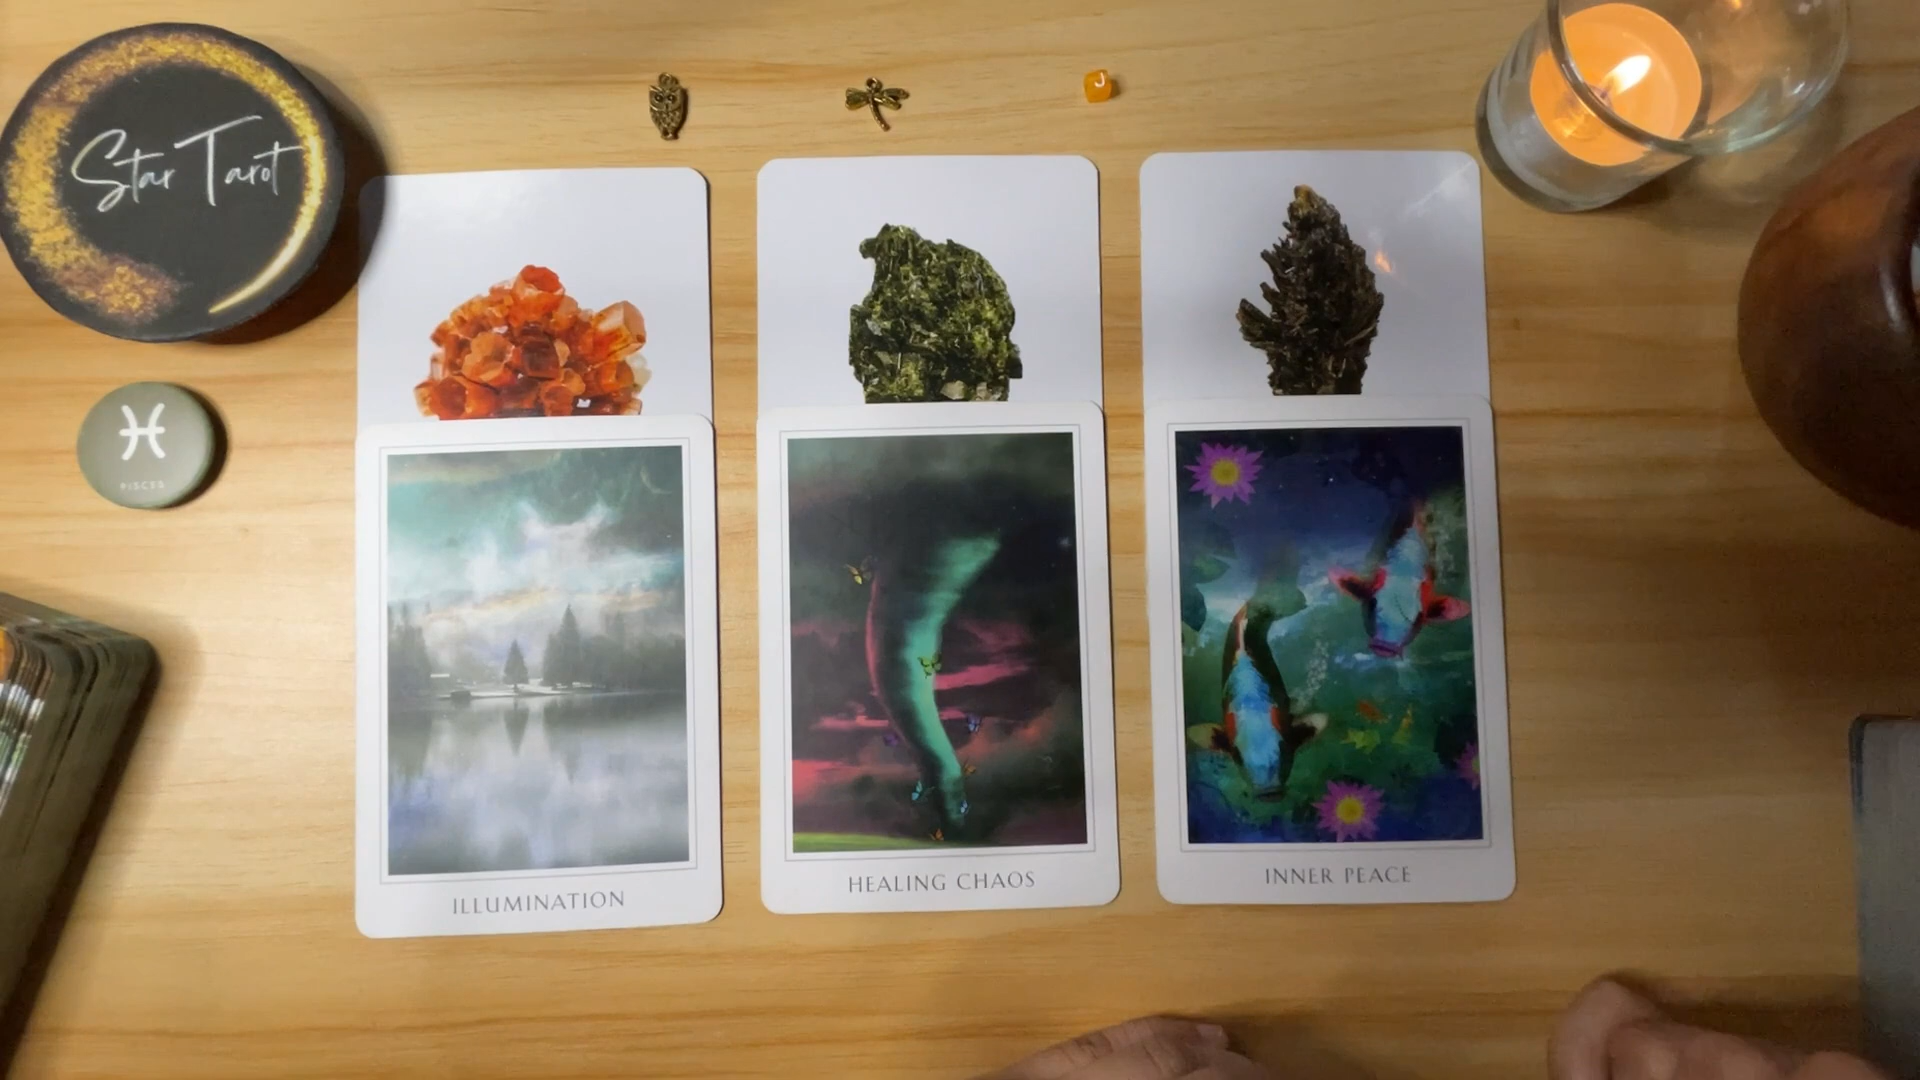 Star Tarot
J
PISCES
ILLUMINATION
HEALING CHAOS
INNER PEACE